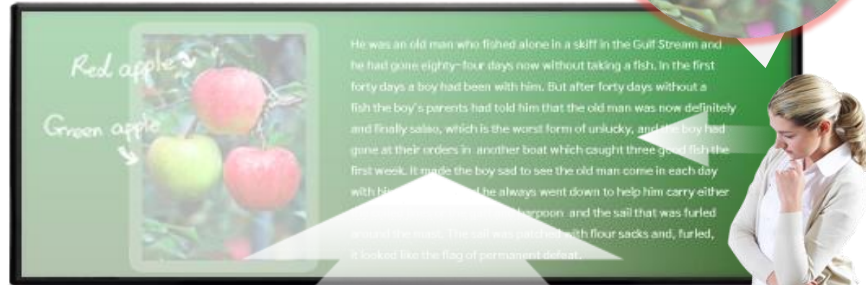 Red apple
Green apple
He was an old man who fished alone in a skiff in the Gulf Stream and
he had gone eighty-four days now without taking a fish. In the first
forty days a boy had been with him. But after forty days without a
fish the boy's parents had told him that the old man was now definitely
and finally salao, which is the worst form of unlucky, and the boy had
gone at their orders in another boat which caught three good fish the
first week. It made the boy sad to see the old man come in each day
with he always went down to help him carry either
harpoon and the sail that was furled
The sail was patched with flour sacks and, furled,
it looked like the flag of permanent defeat.